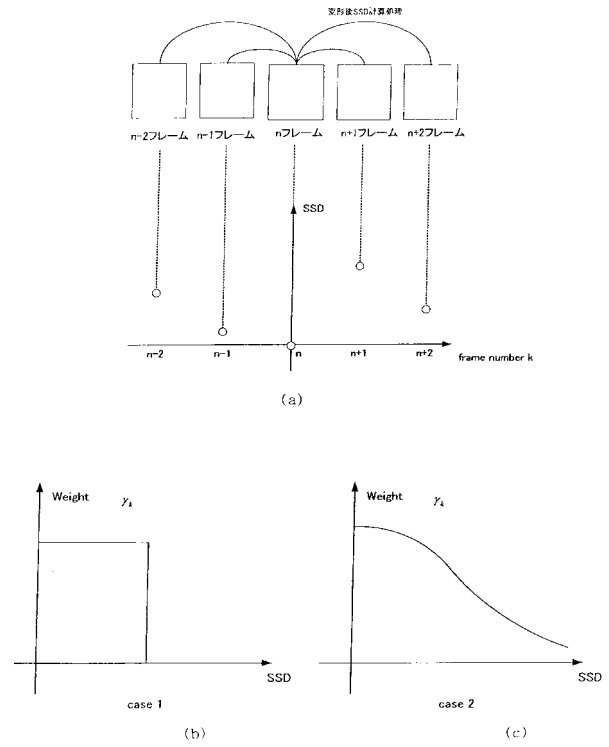 変形後SSD計算処理
n-2フレーム n-1フレーム nフレーム n+1フレーム n+2フレーム
SSD
n-2 n-1 n n+1 n+2 frame number k
(a)
Weight γk
SSD
case 1
(b)
Weight γk
SSD
case 2
(c)